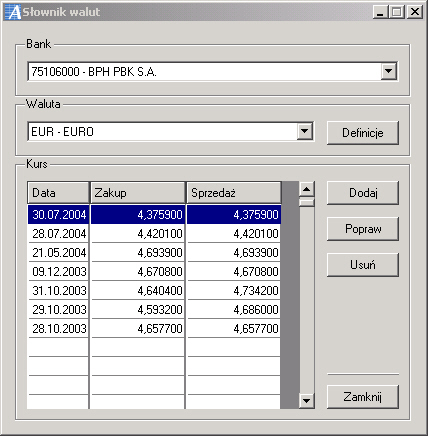 Słownik walut
Bank
75106000 - BPH PBK S.A.
Waluta
EUR - EURO
Definicje
Kurs
Data Zakup Sprzedaż
30.07.2004 4,375900 4,375900
28.07.2004 4,420100 4,420100
21.05.2004 4,693900 4,693900
09.12.2003 4,670800 4,670800
31.10.2003 4,640400 4,734200
29.10.2003 4,593200 4,686000
28.10.2003 4,657700 4,657700
Dodaj
Popraw
Usuń
Zamknij